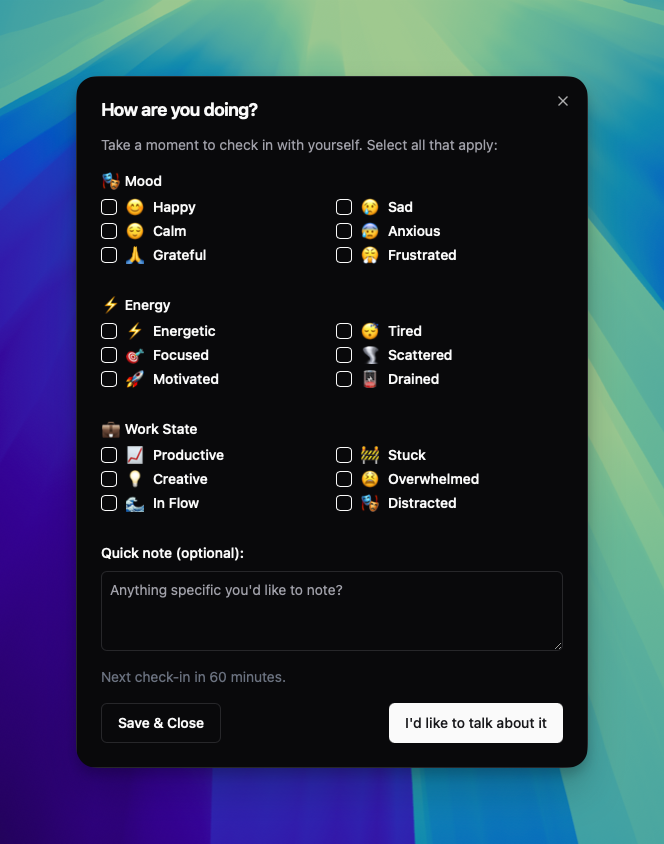 How are you doing?
Take a moment to check in with yourself. Select all that apply:
🎭 Mood
😊 Happy
😢 Sad
😌 Calm
😰 Anxious
🙏 Grateful
😤 Frustrated
⚡ Energy
⚡ Energetic
😴 Tired
🎯 Focused
🌪️ Scattered
🚀 Motivated
🪫 Drained
💼 Work State
📈 Productive
🚧 Stuck
💡 Creative
😫 Overwhelmed
🌊 In Flow
🎭 Distracted
Quick note (optional):
Anything specific you'd like to note?
Next check-in in 60 minutes.
Save & Close
I'd like to talk about it